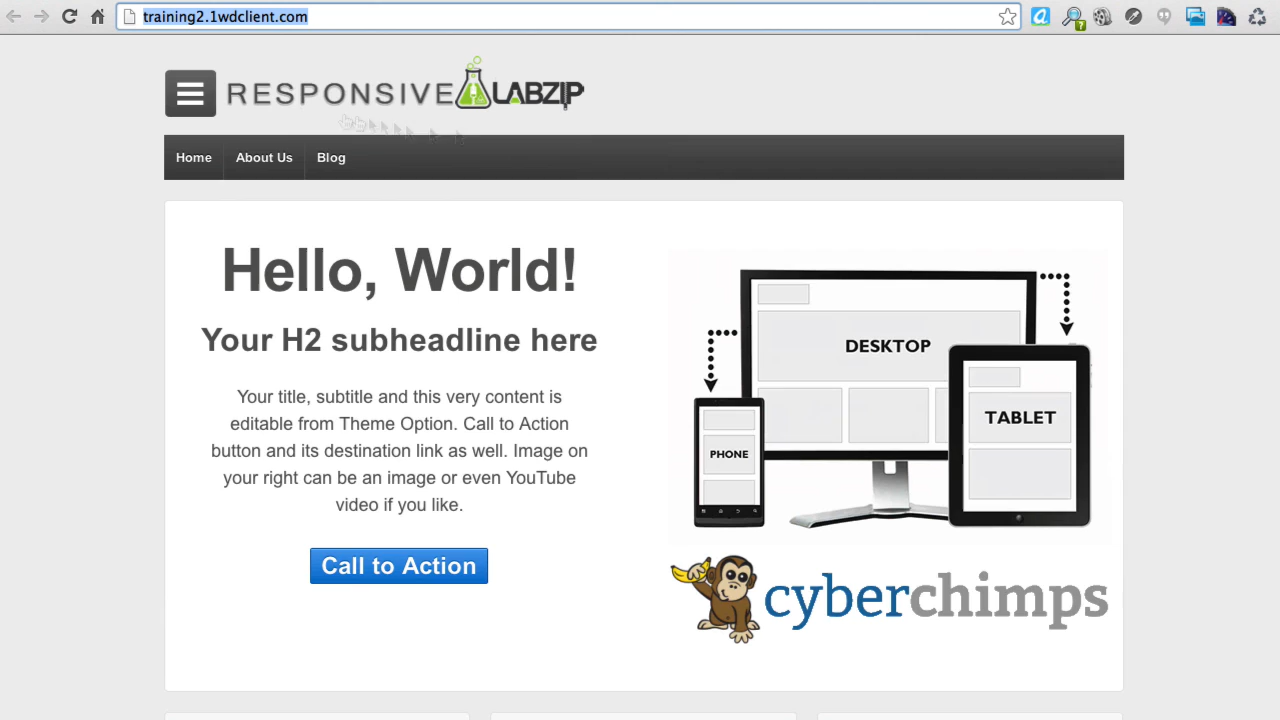 training2.1wdclient.com
RESPONSIVE LABZIP
Home About Us Blog
Hello, World!
Your H2 subheadline here
Your title, subtitle and this very content is
editable from Theme Option. Call to Action
button and its destination link as well. Image on
your right can be an image or even YouTube
video if you like.
Call to Action
DESKTOP
TABLET
PHONE
cyberchimps